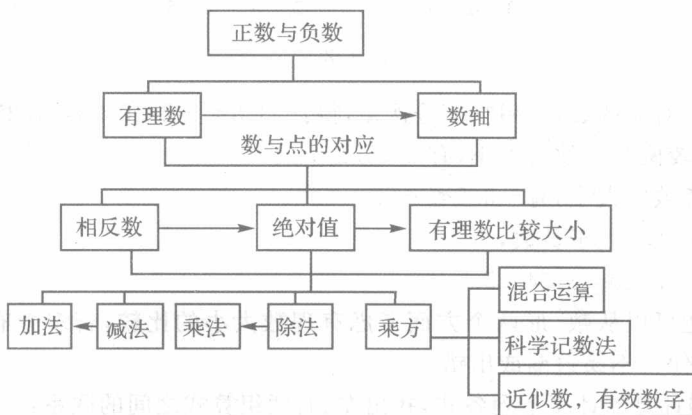 正数与负数
有理数
数轴
数与点的对应
相反数
绝对值
有理数比较大小
加法
减法
乘法
除法
乘方
混合运算
科学记数法
近似数，有效数字